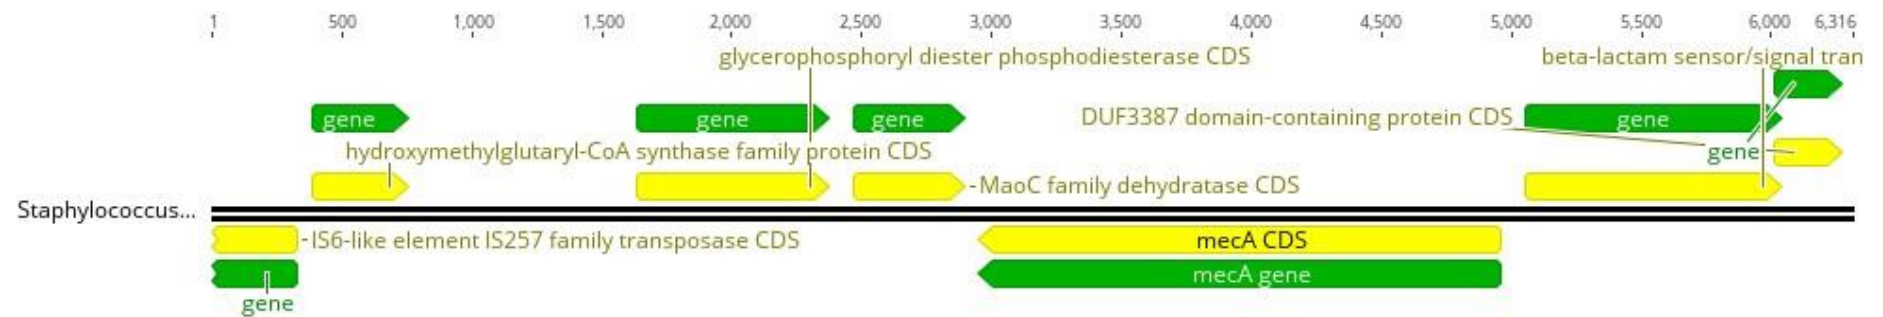 1 500 1,000 1,500 2,000 2,500 3,000 3,500 4,000 4,500 5,000 5,500 6,000 6,316
glycerophosphoryl diester phosphodiesterase CDS beta-lactam sensor/signal tran
gene gene gene DUF3387 domain-containing protein CDS gene
hydroxymethylglutaryl-CoA synthase family protein CDS gene
MaoC family dehydratase CDS
Staphylococcus...
IS6-like element IS257 family transposase CDS mecA CDS
mecA gene
gene